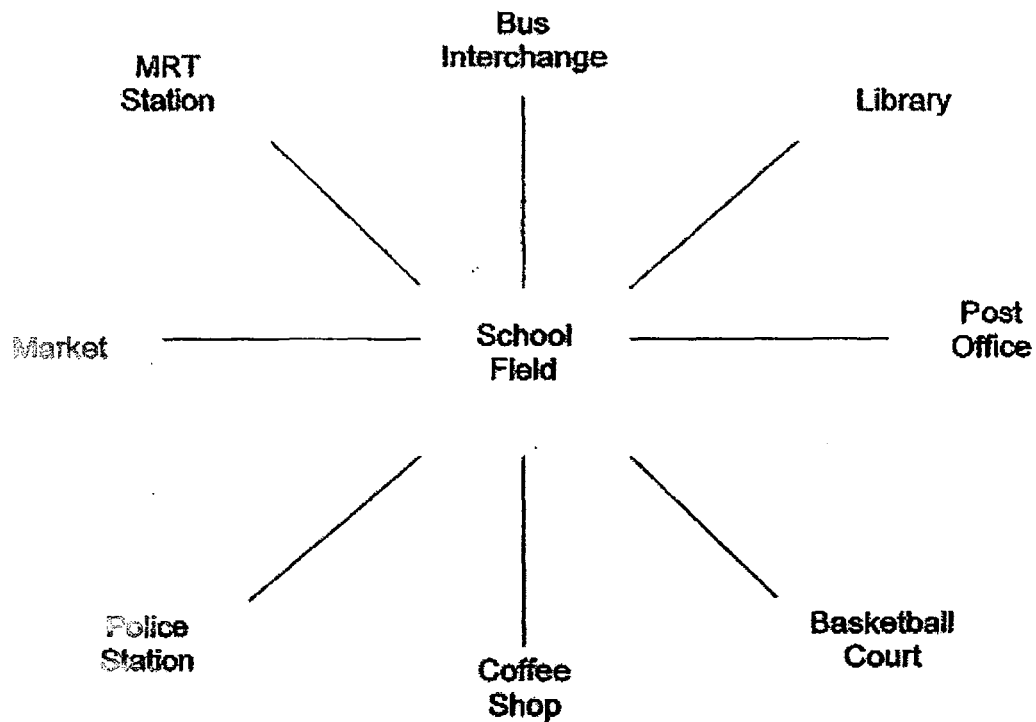 Bus
Interchange
MRT
Station
Library
Market
School
Field
Post
Office
Police
Station
Coffee
Shop
Basketball
Court